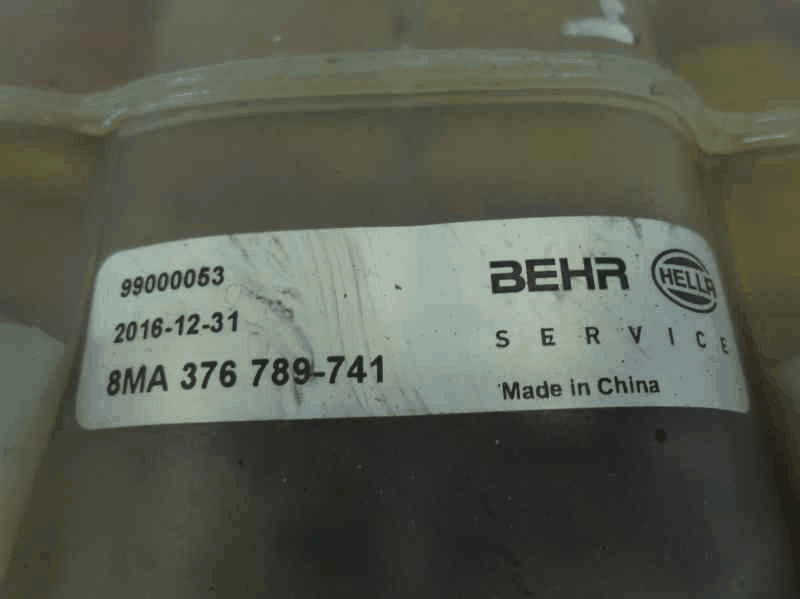 99000053
2016-12-31
8MA 376 789-741
BEHR HELLA
SERVICE
Made in China